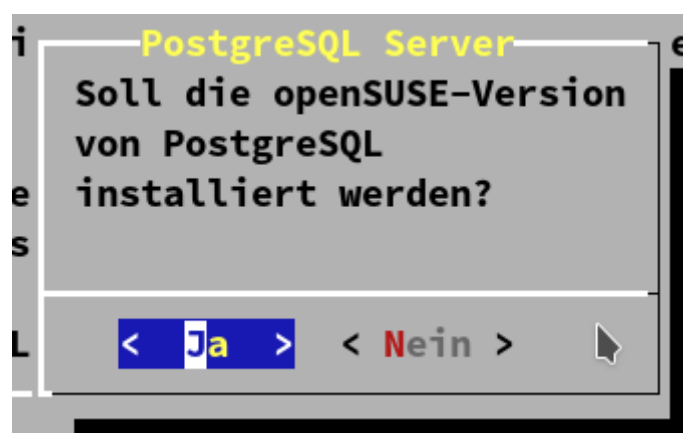 PostgreSQL Server
Soll die openSUSE-Version
von PostgreSQL
installiert werden?
< Ja > < Nein >